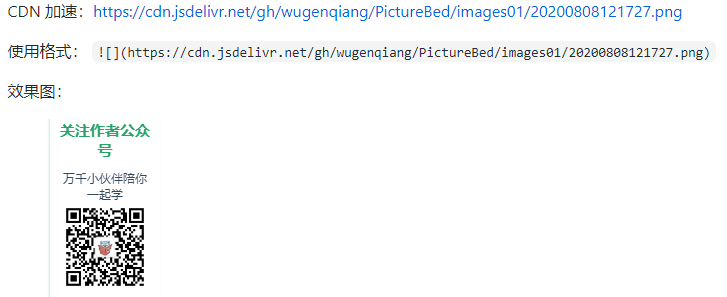 CDN 加速：https://cdn.jsdelivr.net/gh/wugenqiang/PictureBed/images01/20200808121727.png
使用格式： ![](https://cdn.jsdelivr.net/gh/wugenqiang/PictureBed/images01/20200808121727.png)
效果图：
关注作者公众
号
万千小伙伴陪你
一起学